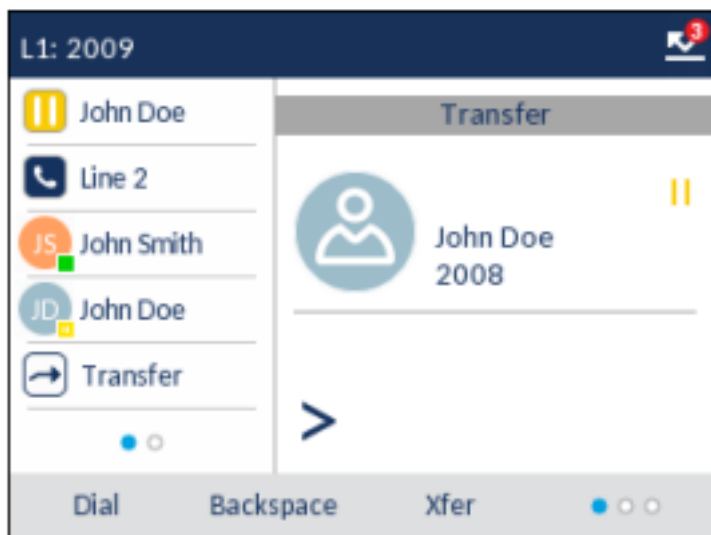 L1: 2009
3
John Doe
Line 2
JS
John Smith
JD
John Doe
Transfer
Transfer
John Doe
2008
>
Dial Backspace Xfer